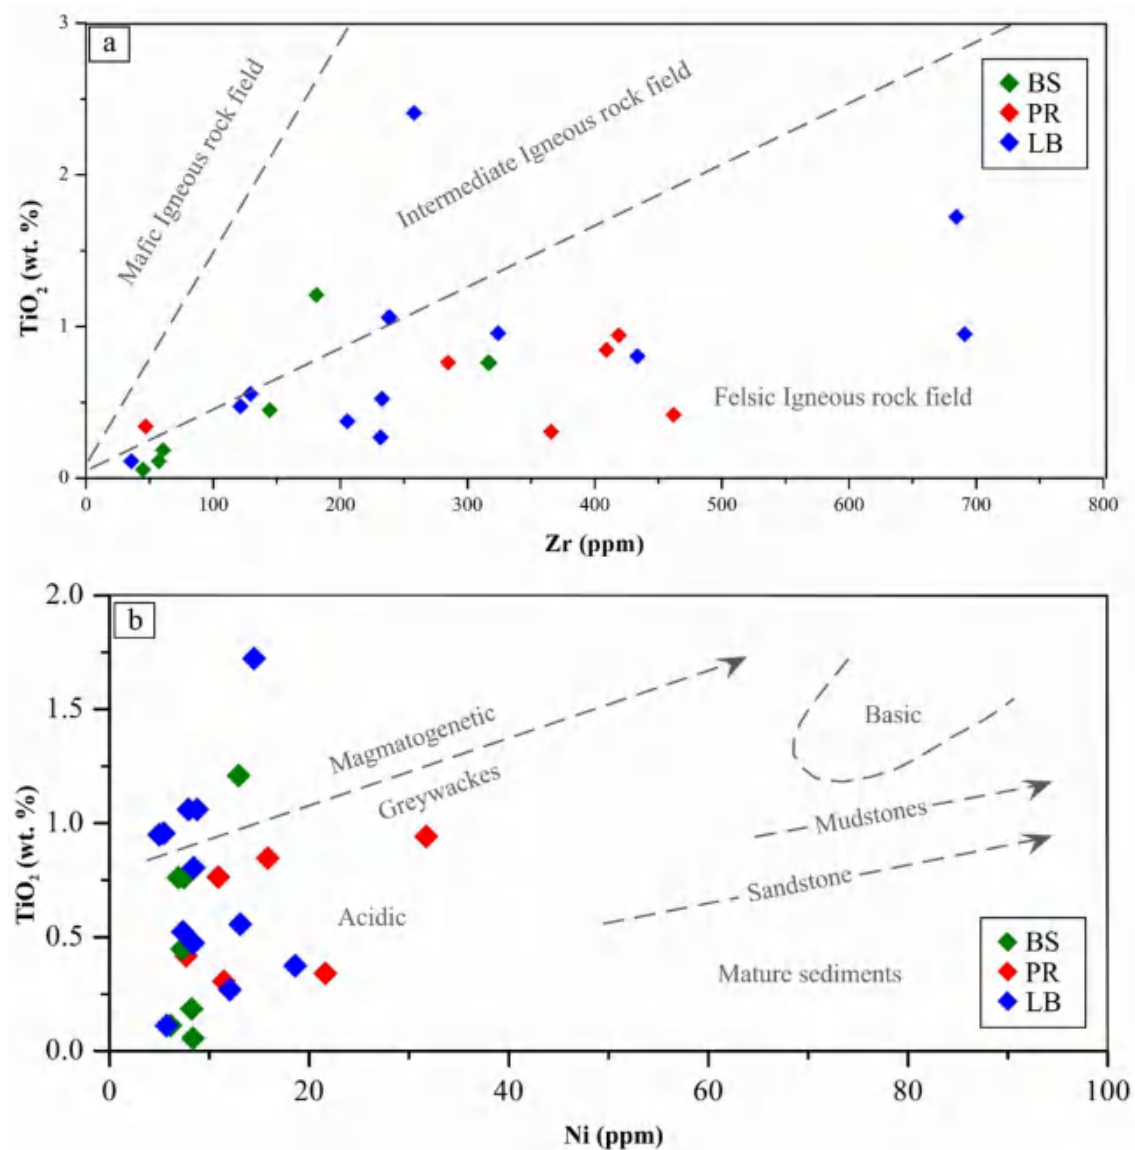 a
3
2
1
0
TiO2 (wt. %)
Mafic Igneous rock field
Intermediate Igneous rock field
Felsic Igneous rock field
BS
PR
LB
0 100 200 300 400 500 600 700 800
Zr (ppm)
b
2.0
1.5
1.0
0.5
0.0
TiO2 (wt. %)
Magmatogenetic
Greywackes
Basic
Mudstones
Sandstone
Acidic
Mature sediments
BS
PR
LB
0 20 40 60 80 100
Ni (ppm)